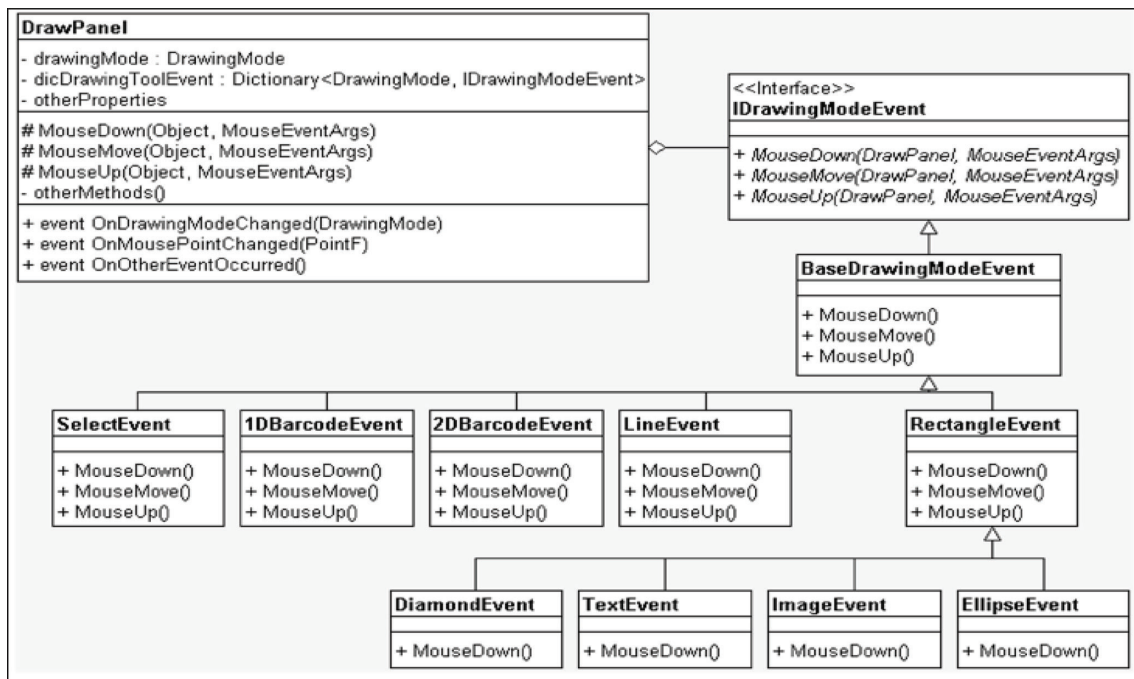 DrawPanel
- drawingMode : DrawingMode
- dicDrawingToolEvent : Dictionary<DrawingMode, IDrawingModeEvent>
- otherProperties
# MouseDown(Object, MouseEventArgs)
# MouseMove(Object, MouseEventArgs)
# MouseUp(Object, MouseEventArgs)
- otherMethods()
+ event OnDrawingModeChanged(DrawingMode)
+ event OnMousePointChanged(PointF)
+ event OnOtherEventOccurred()
<<Interface>>
IDrawingModeEvent
+ MouseDown(DrawPanel, MouseEventArgs)
+ MouseMove(DrawPanel, MouseEventArgs)
+ MouseUp(DrawPanel, MouseEventArgs)
BaseDrawingModeEvent
+ MouseDown()
+ MouseMove()
+ MouseUp()
SelectEvent
+ MouseDown()
+ MouseMove()
+ MouseUp()
1DBarcodeEvent
+ MouseDown()
+ MouseMove()
+ MouseUp()
2DBarcodeEvent
+ MouseDown()
+ MouseMove()
+ MouseUp()
LineEvent
+ MouseDown()
+ MouseMove()
+ MouseUp()
RectangleEvent
+ MouseDown()
+ MouseMove()
+ MouseUp()
DiamondEvent
+ MouseDown()
TextEvent
+ MouseDown()
ImageEvent
+ MouseDown()
EllipseEvent
+ MouseDown()